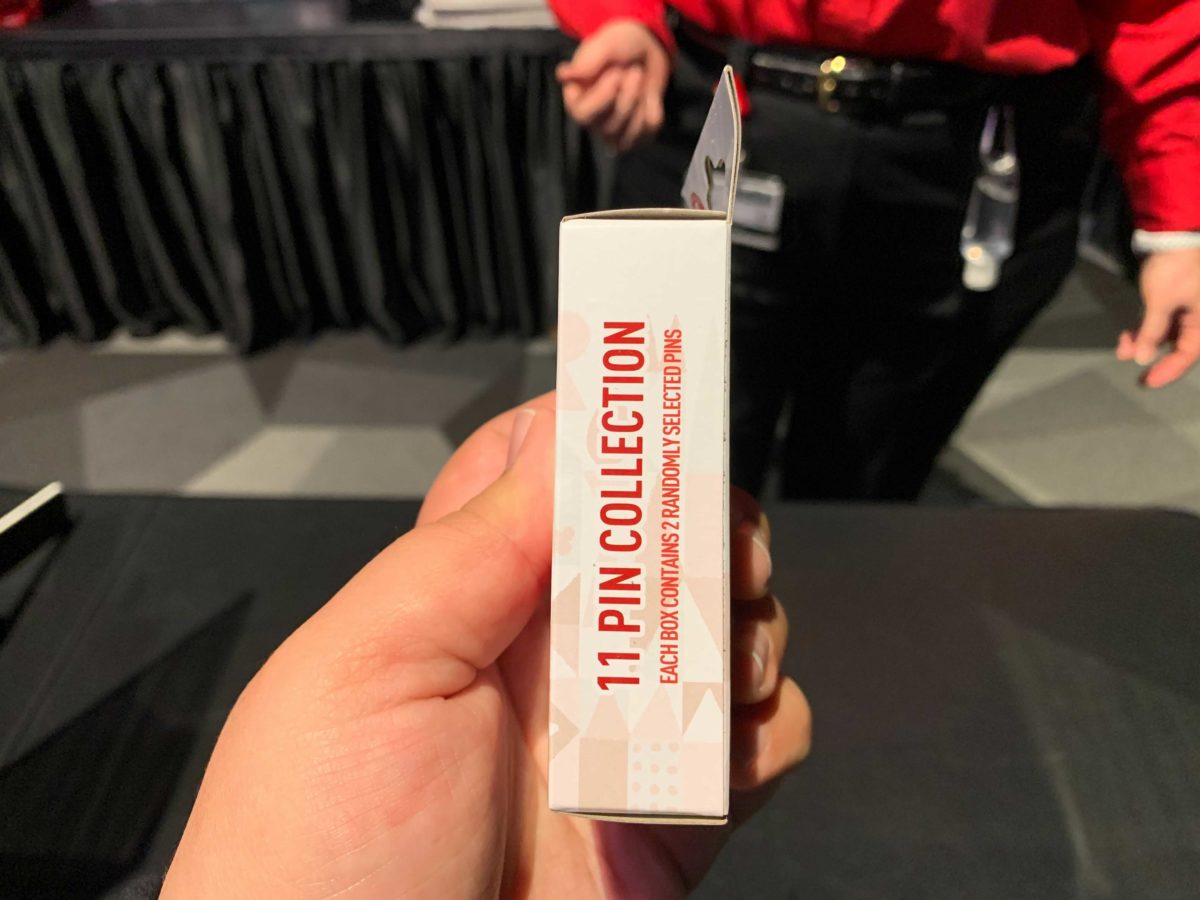 11 PIN COLLECTION
EACH BOX CONTAINS 2 RANDOMLY SELECTED PINS